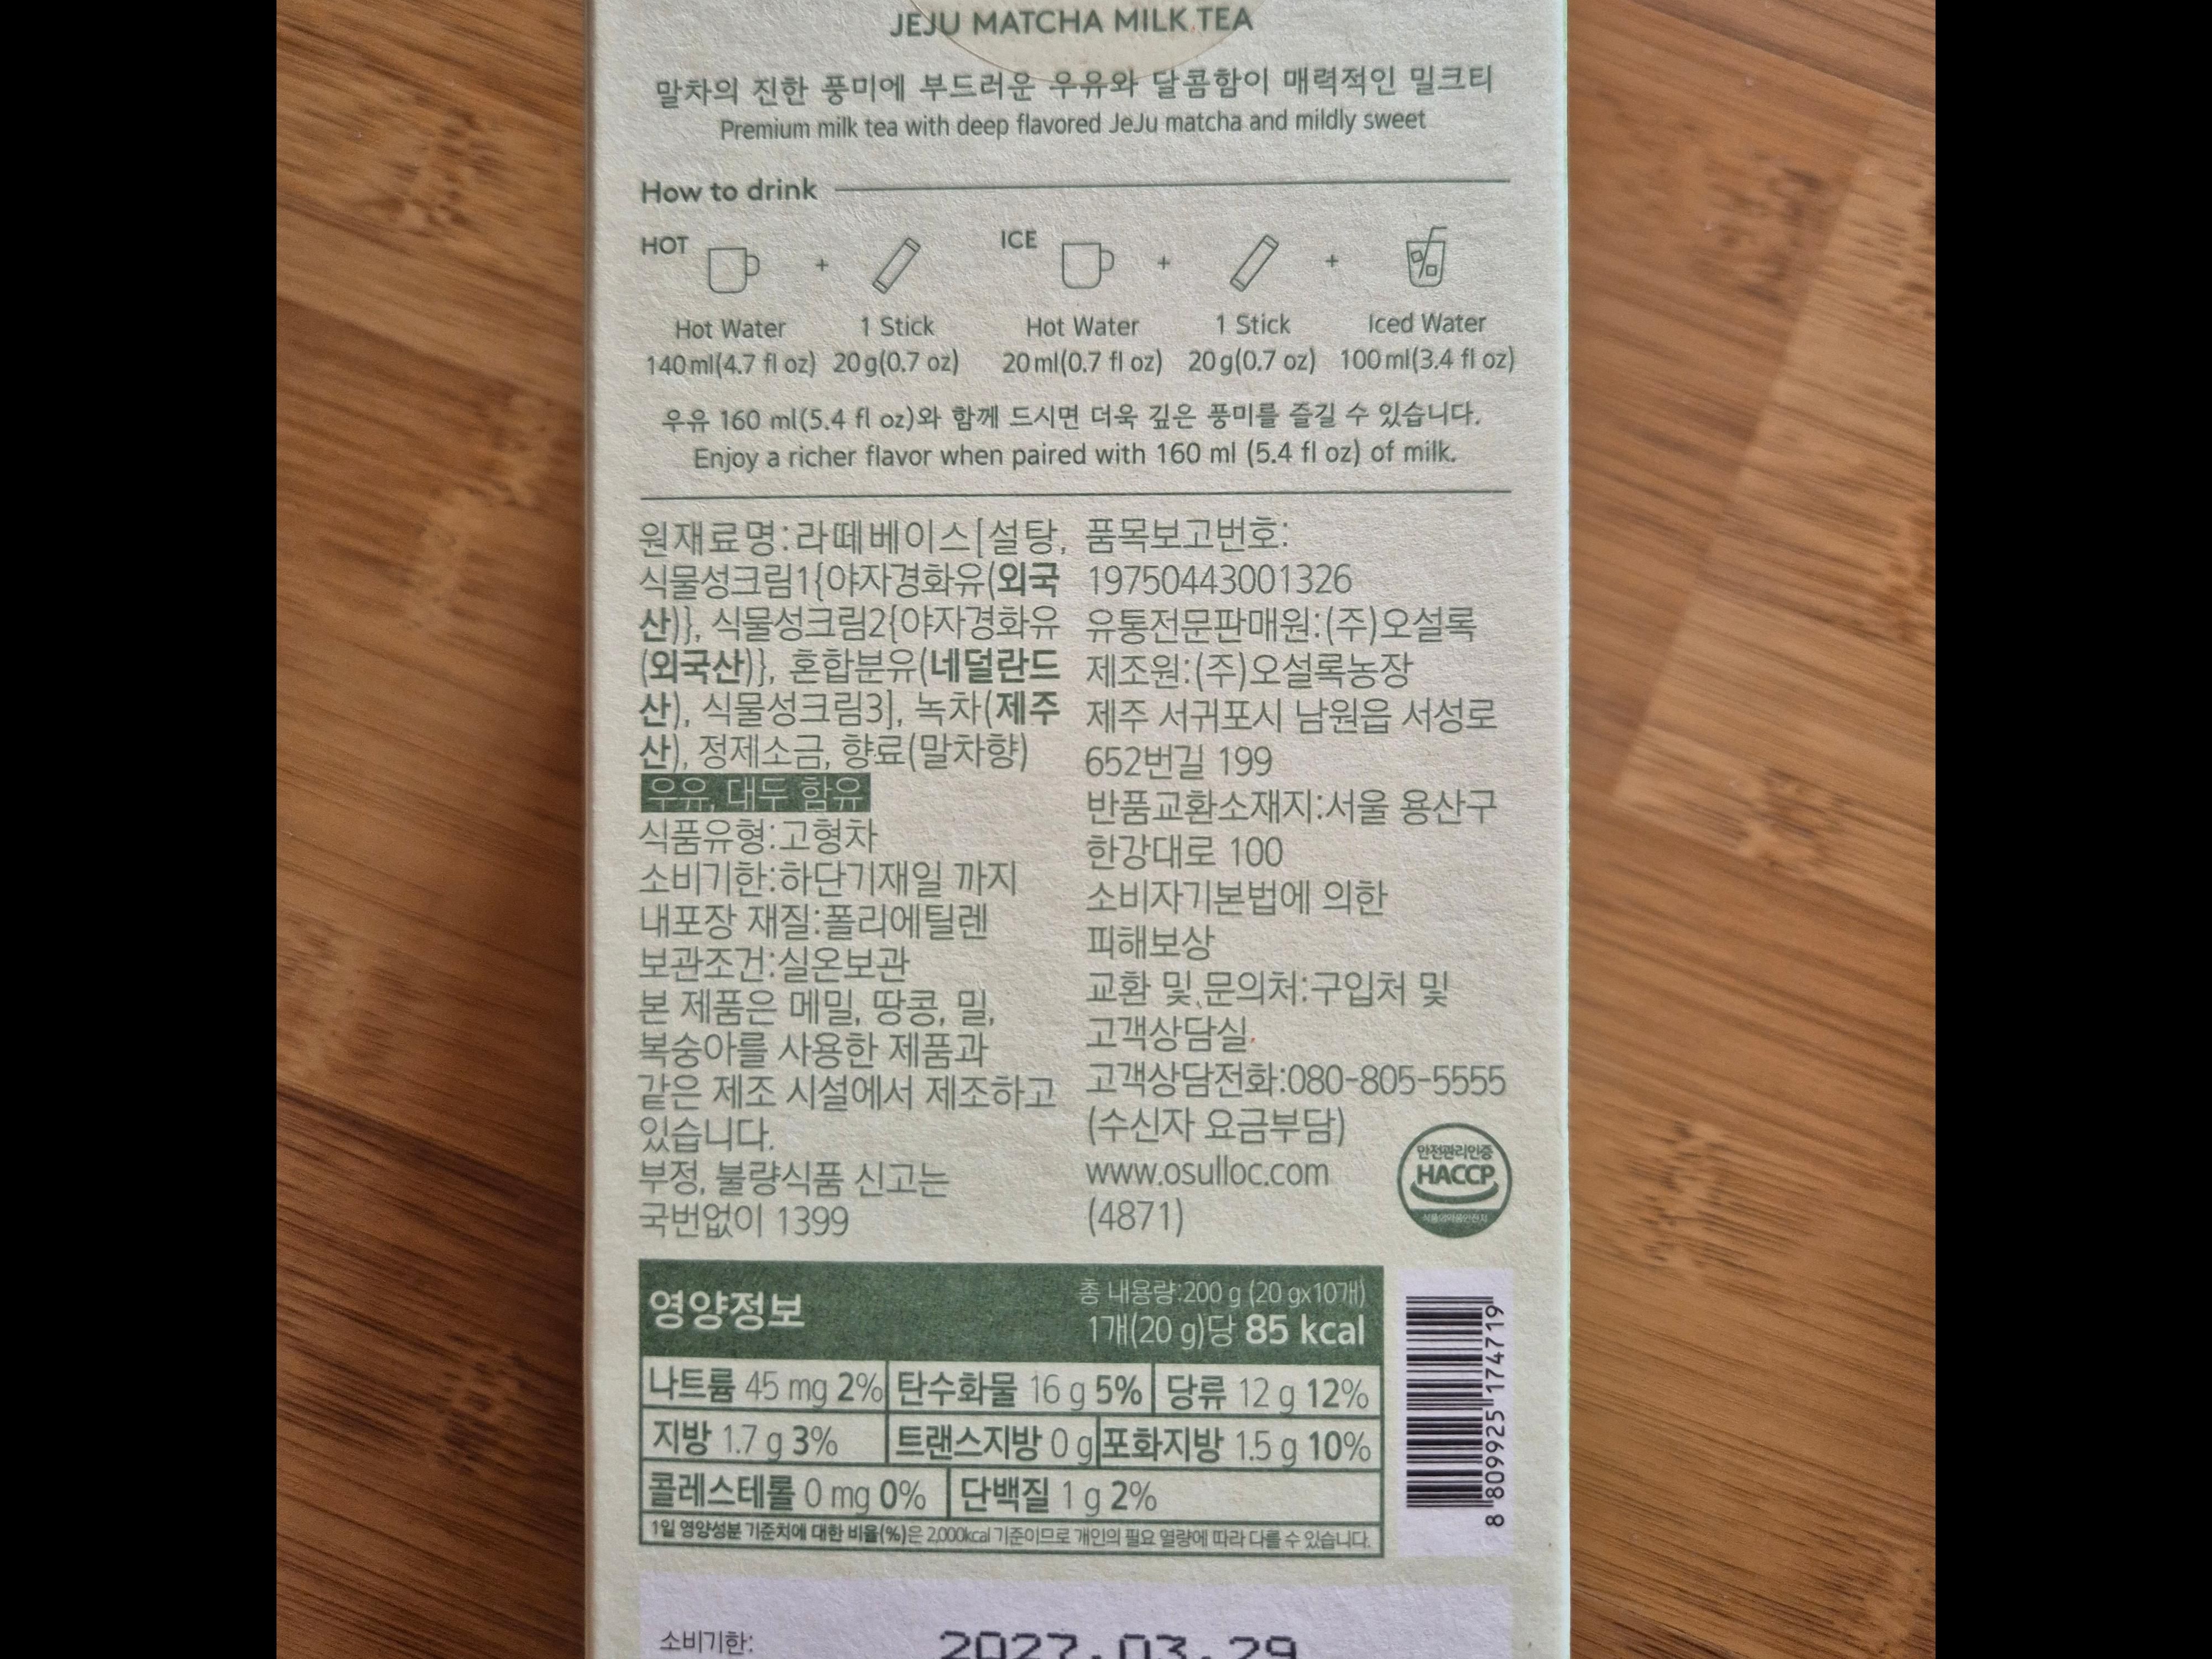 JEJU MATCHA MILK TEA
말차의 진한 풍미에 부드러운 우유와 달콤함이 매력적인 밀크티
Premium milk tea with deep flavored JeJu matcha and mildly sweet
How to drink
HOT
+
ICE
+
+
Hot Water
1 Stick
Hot Water
1 Stick
Iced Water
140ml(4.7 fl oz)
20g(0.7 oz)
20ml(0.7 fl oz)
20g(0.7 oz)
100ml(3.4 fl oz)
우유 160 ml(5.4 fl oz)와 함께 드시면 더욱 깊은 풍미를 즐길 수 있습니다.
Enjoy a richer flavor when paired with 160 ml (5.4 fl oz) of milk.
원재료명:라떼베이스[설탕,
식물성크림1{야자경화유(외국
산)}, 식물성크림2{야자경화유
(외국산)}, 혼합분유(네덜란드
산), 식물성크림3], 녹차(제주
산), 정제소금, 향료(말차향)
우유, 대두 함유
식품유형:고형차
소비기한:하단기재일 까지
내포장 재질:폴리에틸렌
보관조건:실온보관
본 제품은 메밀, 땅콩, 밀,
복숭아를 사용한 제품과
같은 제조 시설에서 제조하고
있습니다.
부정, 불량식품 신고는
국번없이 1399
품목보고번호:
19750443001326
유통전문판매원:(주)오설록
제조원:(주)오설록농장
제주 서귀포시 남원읍 서성로
652번길 199
반품교환소재지:서울 용산구
한강대로 100
소비자기본법에 의한
피해보상
교환 및 문의처:구입처 및
고객상담실
고객상담전화:080-805-5555
(수신자 요금부담)
www.osulloc.com
(4871)
안전관리인증
HACCP
식품의약품안전처
영양정보
총 내용량:200 g (20 gx10개)
1개(20 g)당 85 kcal
나트륨 45 mg 2% 탄수화물 16 g 5% 당류 12 g 12%
지방 1.7 g 3% 트랜스지방 0 g 포화지방 1.5 g 10%
콜레스테롤 0 mg 0% 단백질 1 g 2%
1일 영양성분 기준치에 대한 비율(%)은 2,000kcal 기준이므로 개인의 필요 열량에 따라 다를 수 있습니다.
8 809925 174719
소비기한:
2027.03.29